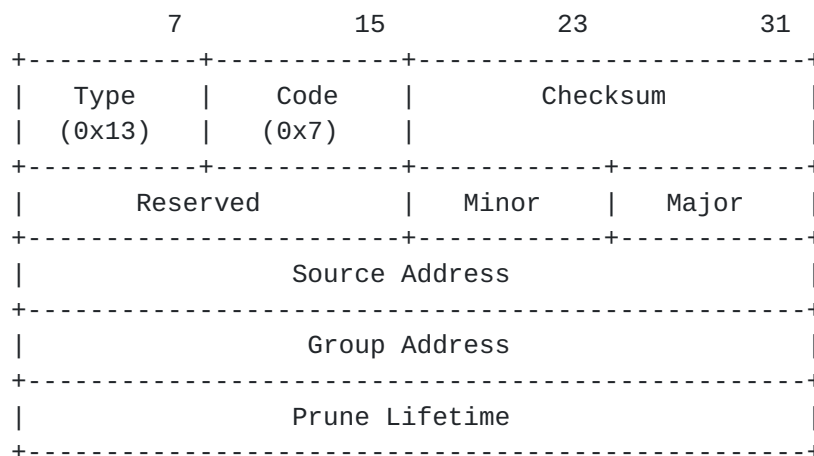 7 15 23 31
+-----------+------------+------------------------+
| Type | Code | Checksum |
| (0x13) | (0x7) | |
+-----------+------------+------------+-----------+
| Reserved | Minor | Major |
+------------------------+------------+-----------+
| Source Address |
+-------------------------------------------------+
| Group Address |
+-------------------------------------------------+
| Prune Lifetime |
+-------------------------------------------------+